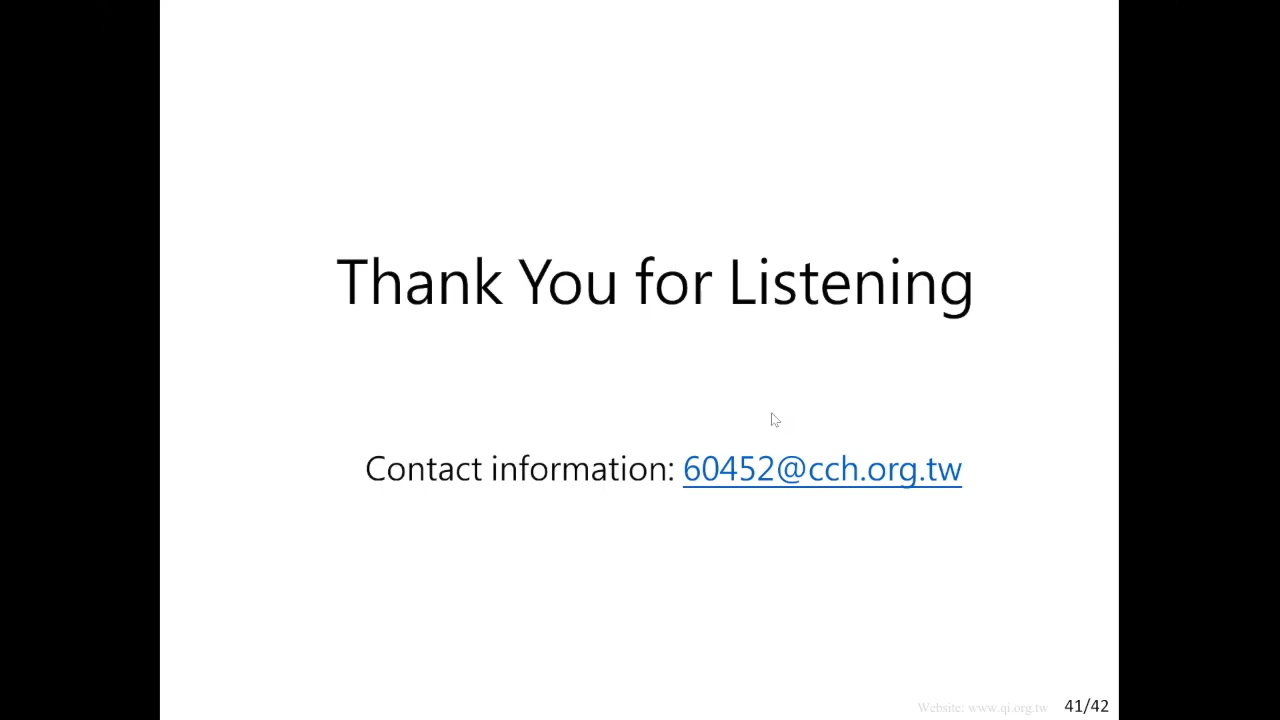 Thank You for Listening
Contact information: 60452@cch.org.tw
Website: www.qi.org.tw 41/42